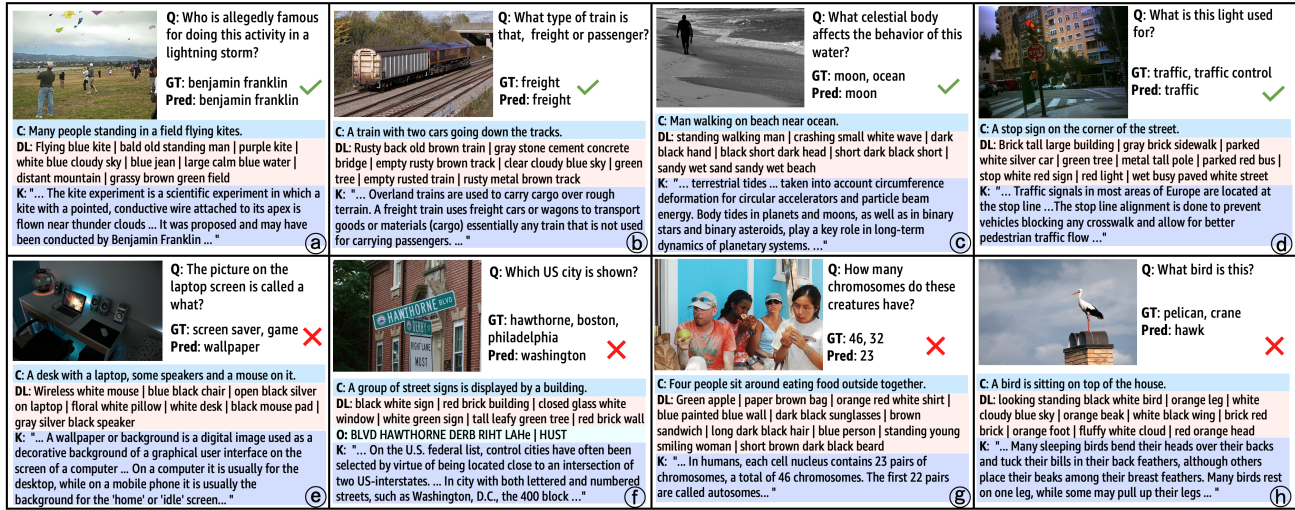 Q: Who is allegedly famous
for doing this activity in a
lightning storm?
GT: benjamin franklin
Pred: benjamin franklin
C: Many people standing in a field flying kites.
DL: Flying blue kite | bald old standing man | purple kite |
white blue cloudy sky | blue jean | large calm blue water |
distant mountain | grassy brown green field
K: "... The kite experiment is a scientific experiment in which a
kite with a pointed, conductive wire attached to its apex is
flown near thunder clouds ... It was proposed and may have
been conducted by Benjamin Franklin ... "
a
Q: What type of train is
that, freight or passenger?
GT: freight
Pred: freight
C: A train with two cars going down the tracks.
DL: Rusty back old brown train | gray stone cement concrete
bridge | empty rusty brown track | clear cloudy blue sky | green
tree | empty rusted train | rusty metal brown track
K: "... Overland trains are used to carry cargo over rough
terrain. A freight train uses freight cars or wagons to transport
goods or materials (cargo) essentially any train that is not used
for carrying passengers. ... "
b
Q: What celestial body
affects the behavior of this
water?
GT: moon, ocean
Pred: moon
C: Man walking on beach near ocean.
DL: standing walking man | crashing small white wave | dark
black hand | black short dark head | short dark black short |
sandy wet sand sandy wet beach
K: "... terrestrial tides ... taken into account circumference
deformation for circular accelerators and particle beam
energy. Body tides in planets and moons, as well as in binary
stars and binary asteroids, play a key role in long-term
dynamics of planetary systems. ..."
c
Q: What is this light used
for?
GT: traffic, traffic control
Pred: traffic
C: A stop sign on the corner of the street.
DL: Brick tall large building | gray brick sidewalk | parked
white silver car | green tree | metal tall pole | parked red bus |
stop white red sign | red light | wet busy paved white street
K: "... Traffic signals in most areas of Europe are located at
the stop line ...The stop line alignment is done to prevent
vehicles blocking any crosswalk and allow for better
pedestrian traffic flow ..."
d
Q: The picture on the
laptop screen is called a
what?
GT: screen saver, game
Pred: wallpaper
C: A desk with a laptop, some speakers and a mouse on it.
DL: Wireless white mouse | blue black chair | open black silver
on laptop | floral white pillow | white desk | black mouse pad |
gray silver black speaker
K: "... A wallpaper or background is a digital image used as a
decorative background of a graphical user interface on the
screen of a computer ... On a computer it is usually for the
desktop, while on a mobile phone it is usually the
background for the 'home' or 'idle' screen... "
e
HAWTHORNE BLVD
DERBY ST
RIGHT LANE
MUST
Q: Which US city is shown?
GT: hawthorne, boston,
philadelphia
Pred: washington
C: A group of street signs is displayed by a building.
DL: black white sign | red brick building | closed glass white
window | white green sign | tall leafy green tree | red brick wall
O: BLVD HAWTHORNE DERB RIHT LAHe | HUST
K: "... On the U.S. federal list, control cities have often been
selected by virtue of being located close to an intersection of
two US-interstates. ... In city with both lettered and numbered
streets, such as Washington, D.C., the 400 block ..."
f
Q: How many
chromosomes do these
creatures have?
GT: 46, 32
Pred: 23
C: Four people sit around eating food outside together.
DL: Green apple | paper brown bag | orange red white shirt |
blue painted blue wall | dark black sunglasses | brown
sandwich | long dark black hair | blue person | standing young
smiling woman | short brown dark black beard
K: "... In humans, each cell nucleus contains 23 pairs of
chromosomes, a total of 46 chromosomes. The first 22 pairs
are called autosomes... "
g
Q: What bird is this?
GT: pelican, crane
Pred: hawk
C: A bird is sitting on top of the house.
DL: looking standing black white bird | orange leg | white
cloudy blue sky | orange beak | white black wing | brick red
brick | orange foot | fluffy white cloud | red orange head
K: "... Many sleeping birds bend their heads over their backs
and tuck their bills in their back feathers, although others
place their beaks among their breast feathers. Many birds rest
on one leg, while some may pull up their legs ... "
h